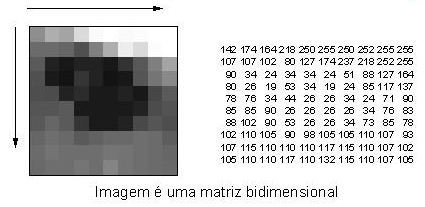 142 174 164 218 250 255 250 252 255 255
107 107 102 80 127 174 237 218 252 255
90 34 24 34 34 24 51 88 127 164
80 26 19 53 34 19 24 85 117 137
78 76 34 44 26 26 34 24 71 90
85 85 90 26 26 26 26 34 76 83
88 102 90 53 26 26 34 73 85 78
102 110 105 90 98 105 105 110 107 93
107 115 110 110 110 117 115 110 107 102
105 110 110 117 110 132 115 110 107 105
Imagem é uma matriz bidimensional